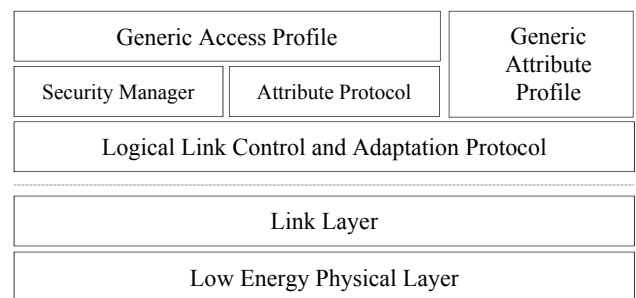 Generic Access Profile
Generic
Attribute
Profile
Security Manager
Attribute Protocol
Logical Link Control and Adaptation Protocol
Link Layer
Low Energy Physical Layer